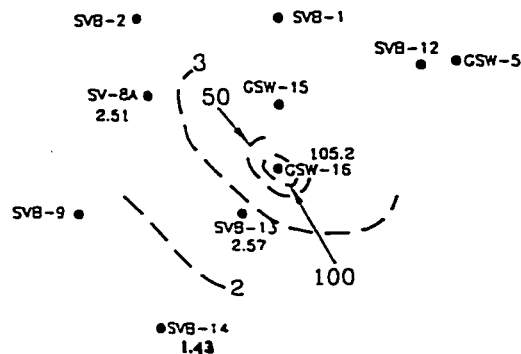 SVB-2
SVB-1
SVB-12
GSW-5
3
SV-8A
2.51
50
GSW-15
105.2
GSW-16
SVB-9
SVB-13
2.57
100
2
SVB-14
1.43